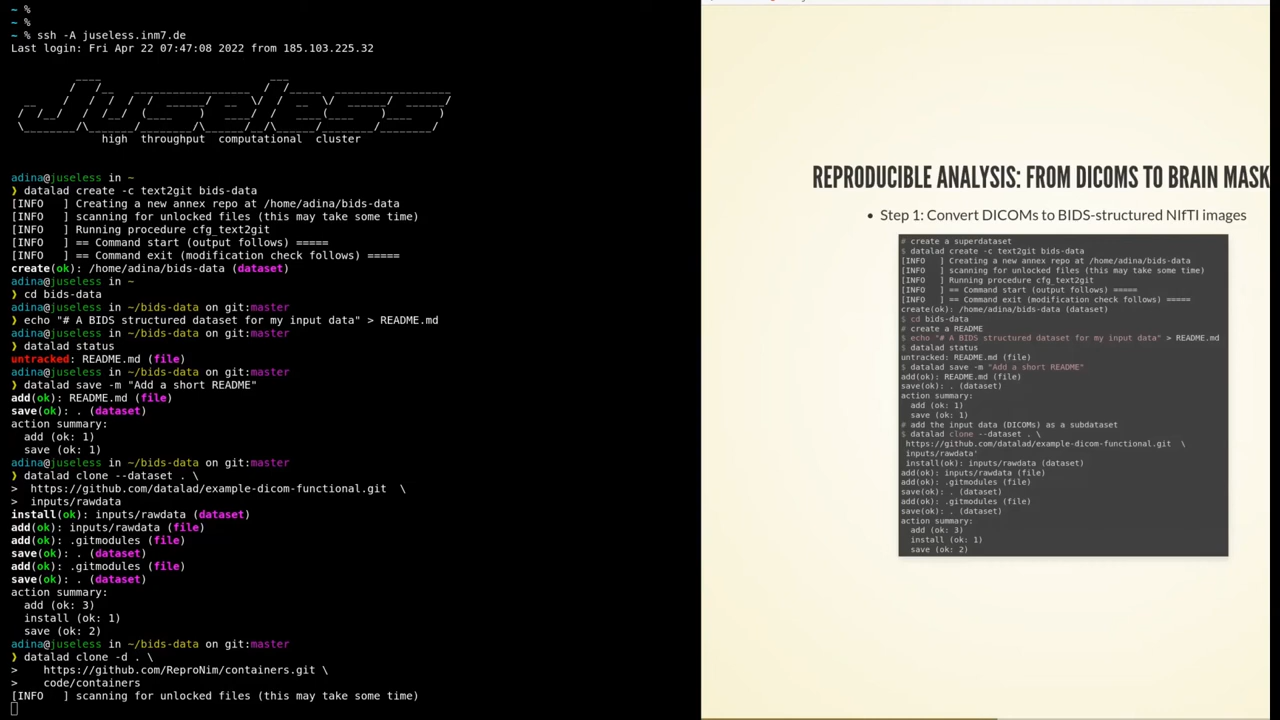 ~ %
~ %
~ % ssh -A juseless.inm7.de
Last login: Fri Apr 22 07:47:08 2022 from 185.103.225.32
juseless
high throughput computational cluster
adina@juseless in ~
❯ datalad create -c text2git bids-data
[INFO   ] Creating a new annex repo at /home/adina/bids-data
[INFO   ] scanning for unlocked files (this may take some time)
[INFO   ] Running procedure cfg_text2git
[INFO   ] == Command start (output follows) =====
[INFO   ] == Command exit (modification check follows) =====
create(ok): /home/adina/bids-data (dataset)
adina@juseless in ~
❯ cd bids-data
adina@juseless in ~/bids-data on git:master
❯ echo "# A BIDS structured dataset for my input data" > README.md
adina@juseless in ~/bids-data on git:master
❯ datalad status
untracked: README.md (file)
adina@juseless in ~/bids-data on git:master
❯ datalad save -m "Add a short README"
add(ok): README.md (file)
save(ok): . (dataset)
action summary:
  add (ok: 1)
  save (ok: 1)
adina@juseless in ~/bids-data on git:master
❯ datalad clone --dataset . \
>  https://github.com/datalad/example-dicom-functional.git  \
>  inputs/rawdata
install(ok): inputs/rawdata (dataset)
add(ok): inputs/rawdata (file)
add(ok): .gitmodules (file)
save(ok): . (dataset)
add(ok): .gitmodules (file)
save(ok): . (dataset)
action summary:
  add (ok: 3)
  install (ok: 1)
  save (ok: 2)
adina@juseless in ~/bids-data on git:master
❯ datalad clone -d . \
>    https://github.com/ReproNim/containers.git \
>    code/containers
[INFO   ] scanning for unlocked files (this may take some time)
REPRODUCIBLE ANALYSIS: FROM DICOMS TO BRAIN MASK
• Step 1: Convert DICOMs to BIDS-structured NIfTI images
# create a superdataset
$ datalad create -c text2git bids-data
[INFO   ] Creating a new annex repo at /home/adina/bids-data
[INFO   ] scanning for unlocked files (this may take some time)
[INFO   ] Running procedure cfg_text2git
[INFO   ] == Command start (output follows) =====
[INFO   ] == Command exit (modification check follows) =====
create(ok): /home/adina/bids-data (dataset)
$ cd bids-data
# create a README
$ echo "# A BIDS structured dataset for my input data" > README.md
$ datalad status
untracked: README.md (file)
$ datalad save -m "Add a short README"
add(ok): README.md (file)
save(ok): . (dataset)
action summary:
  add (ok: 1)
  save (ok: 1)
# add the input data (DICOMs) as a subdataset
$ datalad clone --dataset . \
 https://github.com/datalad/example-dicom-functional.git  \
 inputs/rawdata'
 install(ok): inputs/rawdata (dataset)
add(ok): inputs/rawdata (file)
add(ok): .gitmodules (file)
save(ok): . (dataset)
add(ok): .gitmodules (file)
save(ok): . (dataset)
action summary:
  add (ok: 3)
  install (ok: 1)
  save (ok: 2)